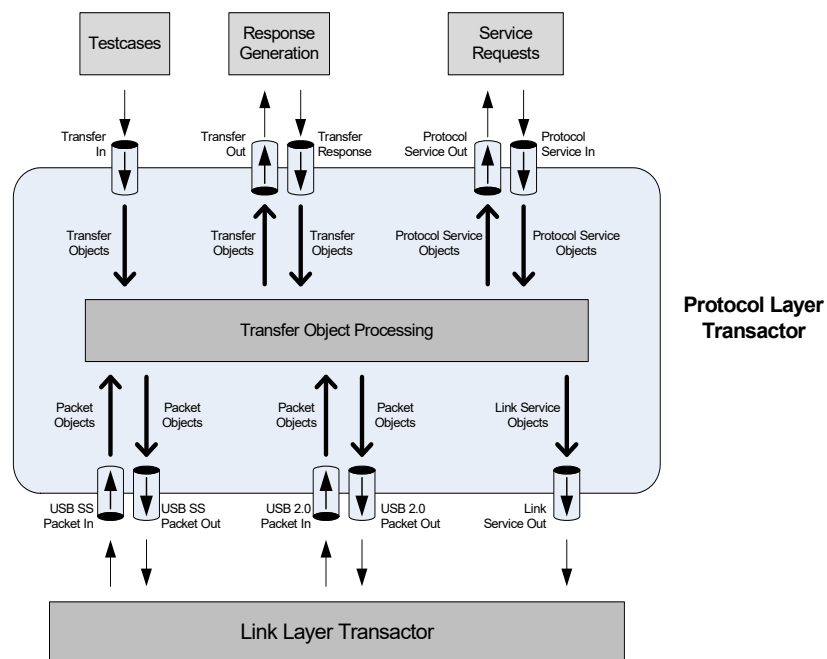 Testcases
Response
Generation
Service
Requests
Transfer
In
Transfer
Out
Transfer
Response
Protocol
Service Out
Protocol
Service In
Transfer
Objects
Transfer
Objects
Transfer
Objects
Protocol Service
Objects
Protocol Service
Objects
Protocol Layer
Transactor
Transfer Object Processing
Packet
Objects
Packet
Objects
Packet
Objects
Packet
Objects
Link Service
Objects
USB SS
Packet In
USB SS
Packet Out
USB 2.0
Packet In
USB 2.0
Packet Out
Link
Service Out
Link Layer Transactor